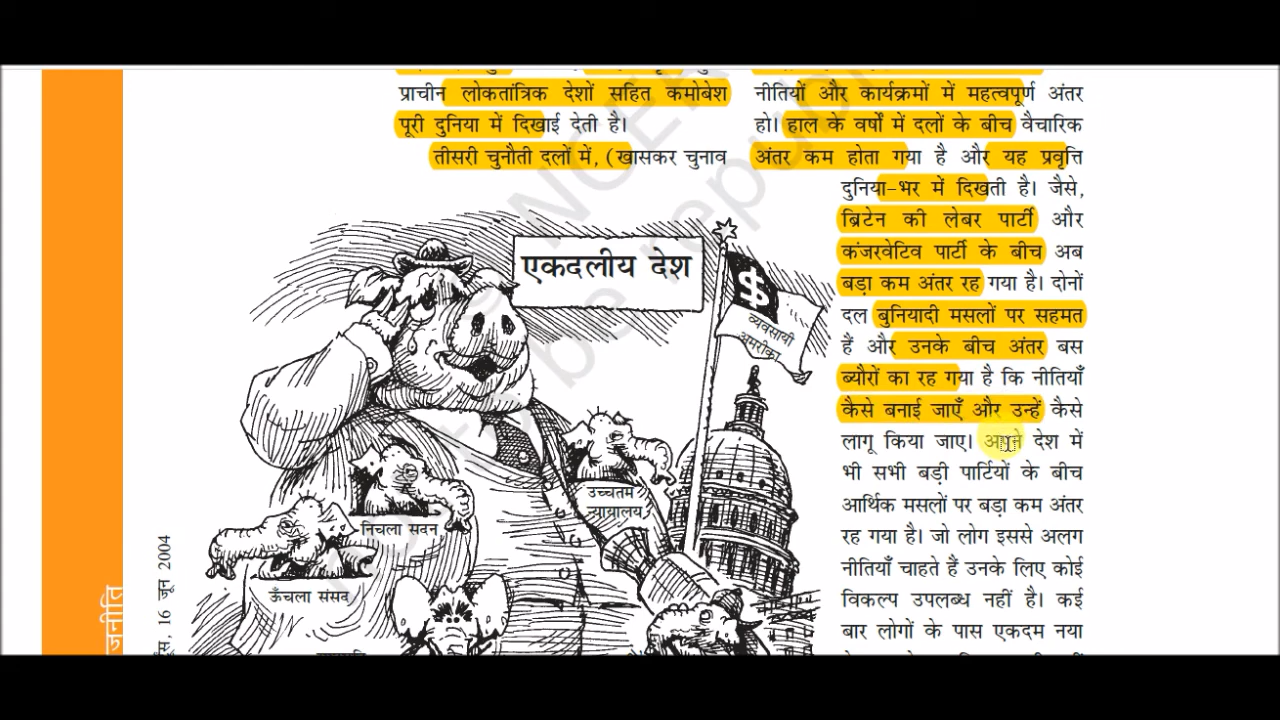 प्राचीन लोकतांत्रिक देशों सहित कमोबेश
पूरी दुनिया में दिखाई देती है।
तीसरी चुनौती दलों में, (खासकर चुनाव
नीतियों और कार्यक्रमों में महत्वपूर्ण अंतर
हो। हाल के वर्षों में दलों के बीच वैचारिक
अंतर कम होता गया है और यह प्रवृत्ति
दुनिया-भर में दिखती है। जैसे,
ब्रिटेन की लेबर पार्टी और
कंजरवेटिव पार्टी के बीच अब
बड़ा कम अंतर रह गया है। दोनों
दल बुनियादी मसलों पर सहमत
हैं और उनके बीच अंतर बस
ब्यौरों का रह गया है कि नीतियाँ
कैसे बनाई जाएँ और उन्हें कैसे
लागू किया जाए। अपने देश में
भी सभी बड़ी पार्टियों के बीच
आर्थिक मसलों पर बड़ा कम अंतर
रह गया है। जो लोग इससे अलग
नीतियाँ चाहते हैं उनके लिए कोई
विकल्प उपलब्ध नहीं है। कई
बार लोगों के पास एकदम नया
एकदलीय देश
$
व्यवसायी
अमरीका
उच्चतम
न्यायालय
निचला सदन
ऊँचला संसद
16 जून 2004
be republ